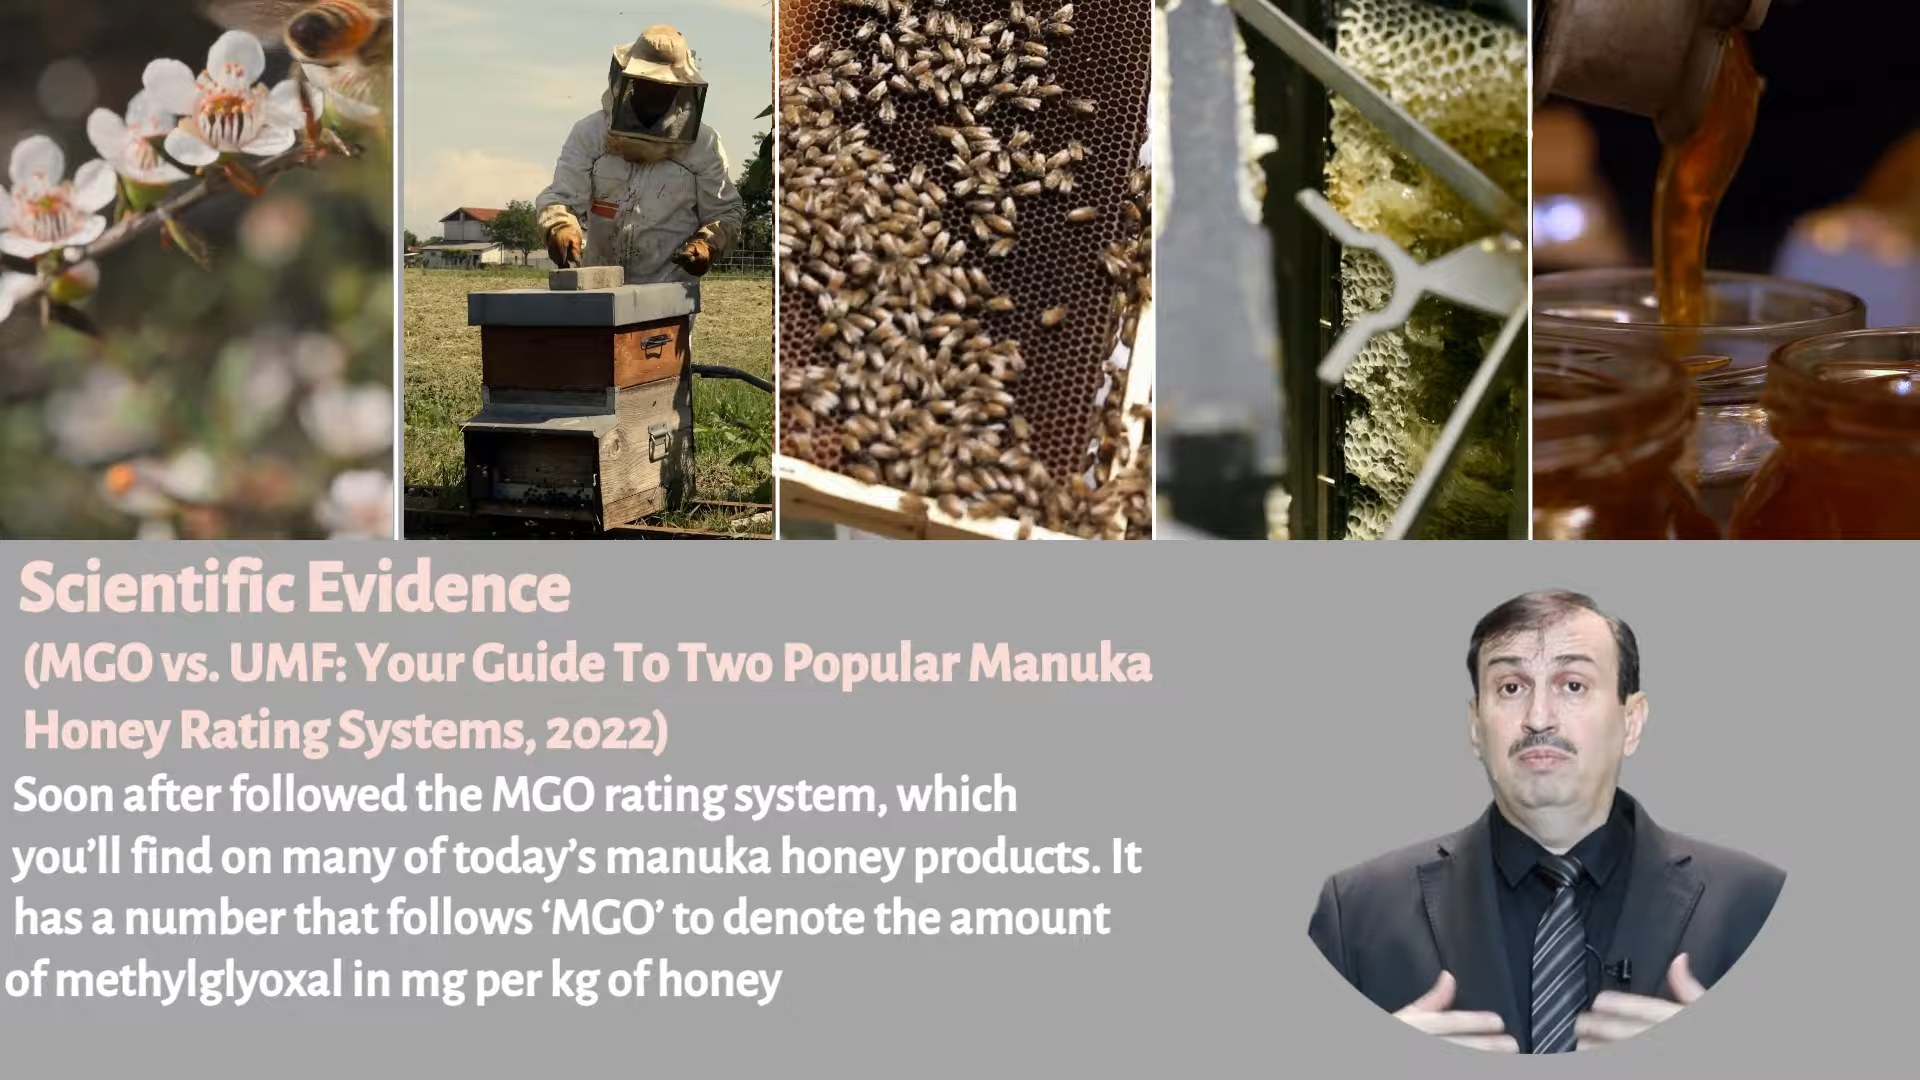 Scientific Evidence
(MGO vs. UMF: Your Guide To Two Popular Manuka
Honey Rating Systems, 2022)
Soon after followed the MGO rating system, which
you’ll find on many of today’s manuka honey products. It
has a number that follows ‘MGO’ to denote the amount
of methylglyoxal in mg per kg of honey